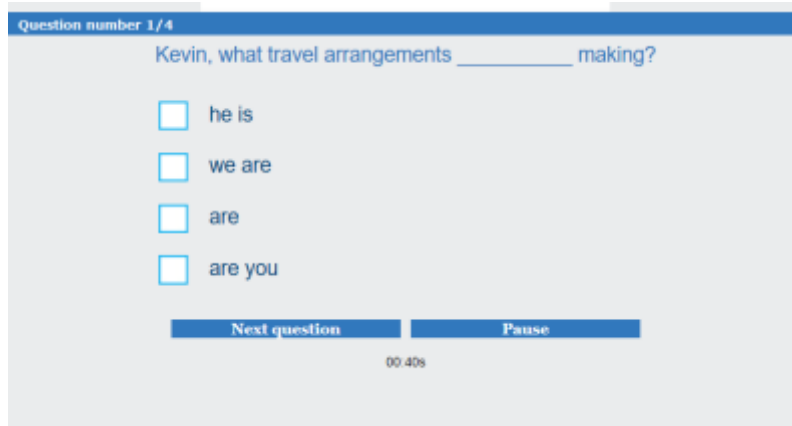 Question number 1/4
Kevin, what travel arrangements ___________ making?
he is
we are
are
are you
Next question Pause
00:40s